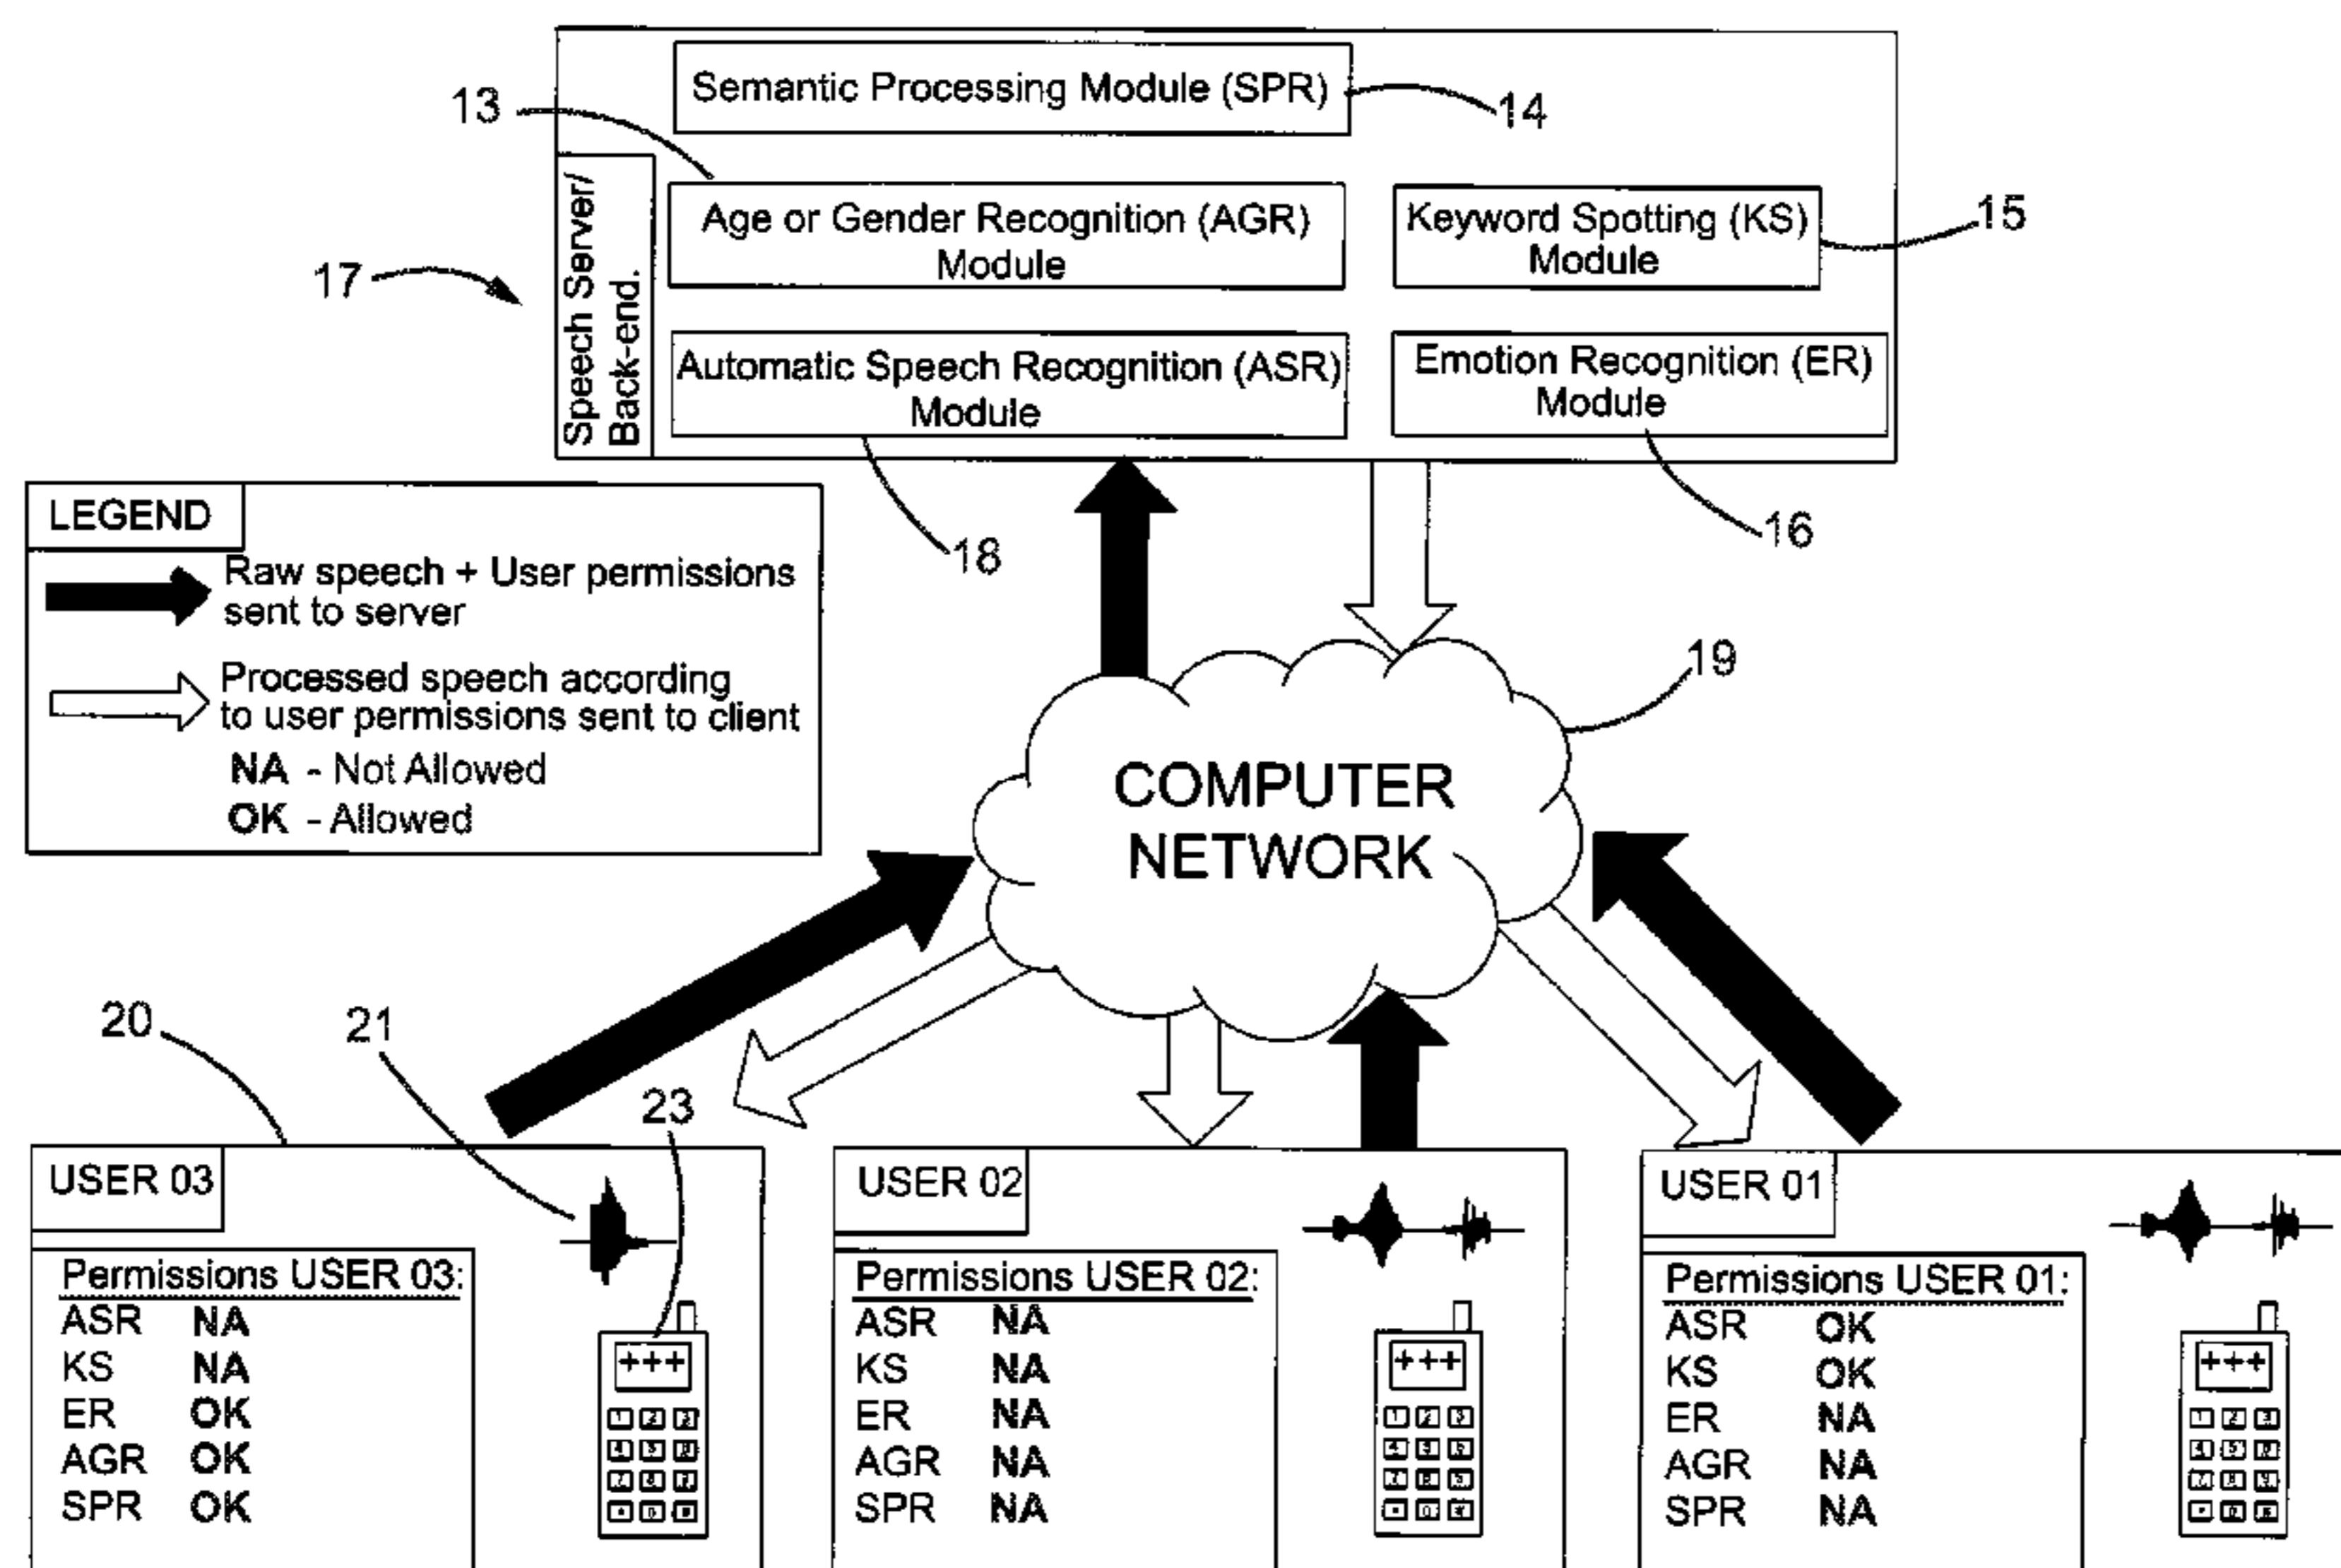 Semantic Processing Module (SPR)
13
14
Speech Server/
Back-end.
Age or Gender Recognition (AGR)
Module
Keyword Spotting (KS)
Module
15
17
Automatic Speech Recognition (ASR)
Module
Emotion Recognition (ER)
Module
18
16
LEGEND
Raw speech + User permissions
sent to server
Processed speech according
to user permissions sent to client
NA - Not Allowed
OK - Allowed
19
COMPUTER
NETWORK
20
21
23
USER 03
Permissions USER 03:
ASR NA
KS NA
ER OK
AGR OK
SPR OK
+++
USER 02
Permissions USER 02:
ASR NA
KS NA
ER NA
AGR NA
SPR NA
+++
USER 01
Permissions USER 01:
ASR OK
KS OK
ER NA
AGR NA
SPR NA
+++